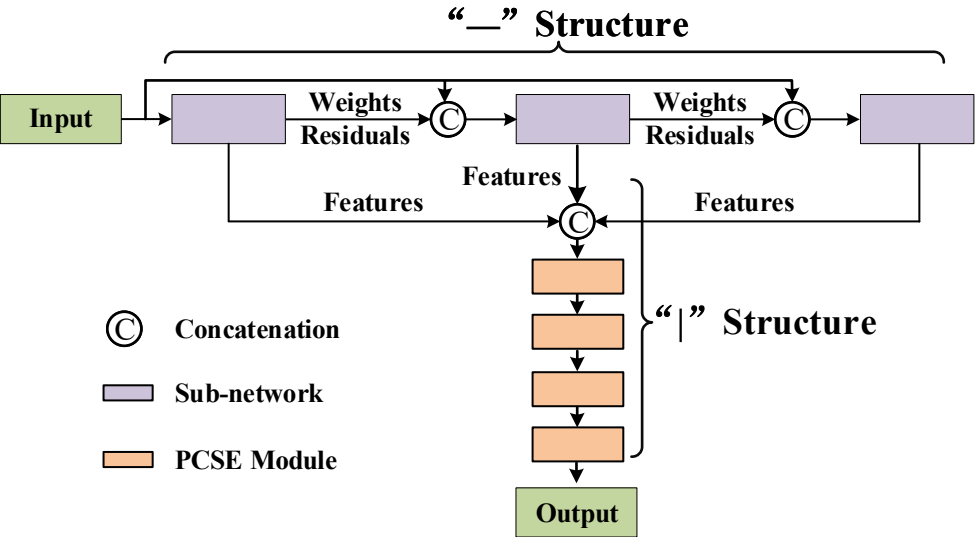 “—” Structure
Input
Weights
Residuals
C
Weights
Residuals
C
Features
Features
Features
C
“|” Structure
C Concatenation
Sub-network
PCSE Module
Output